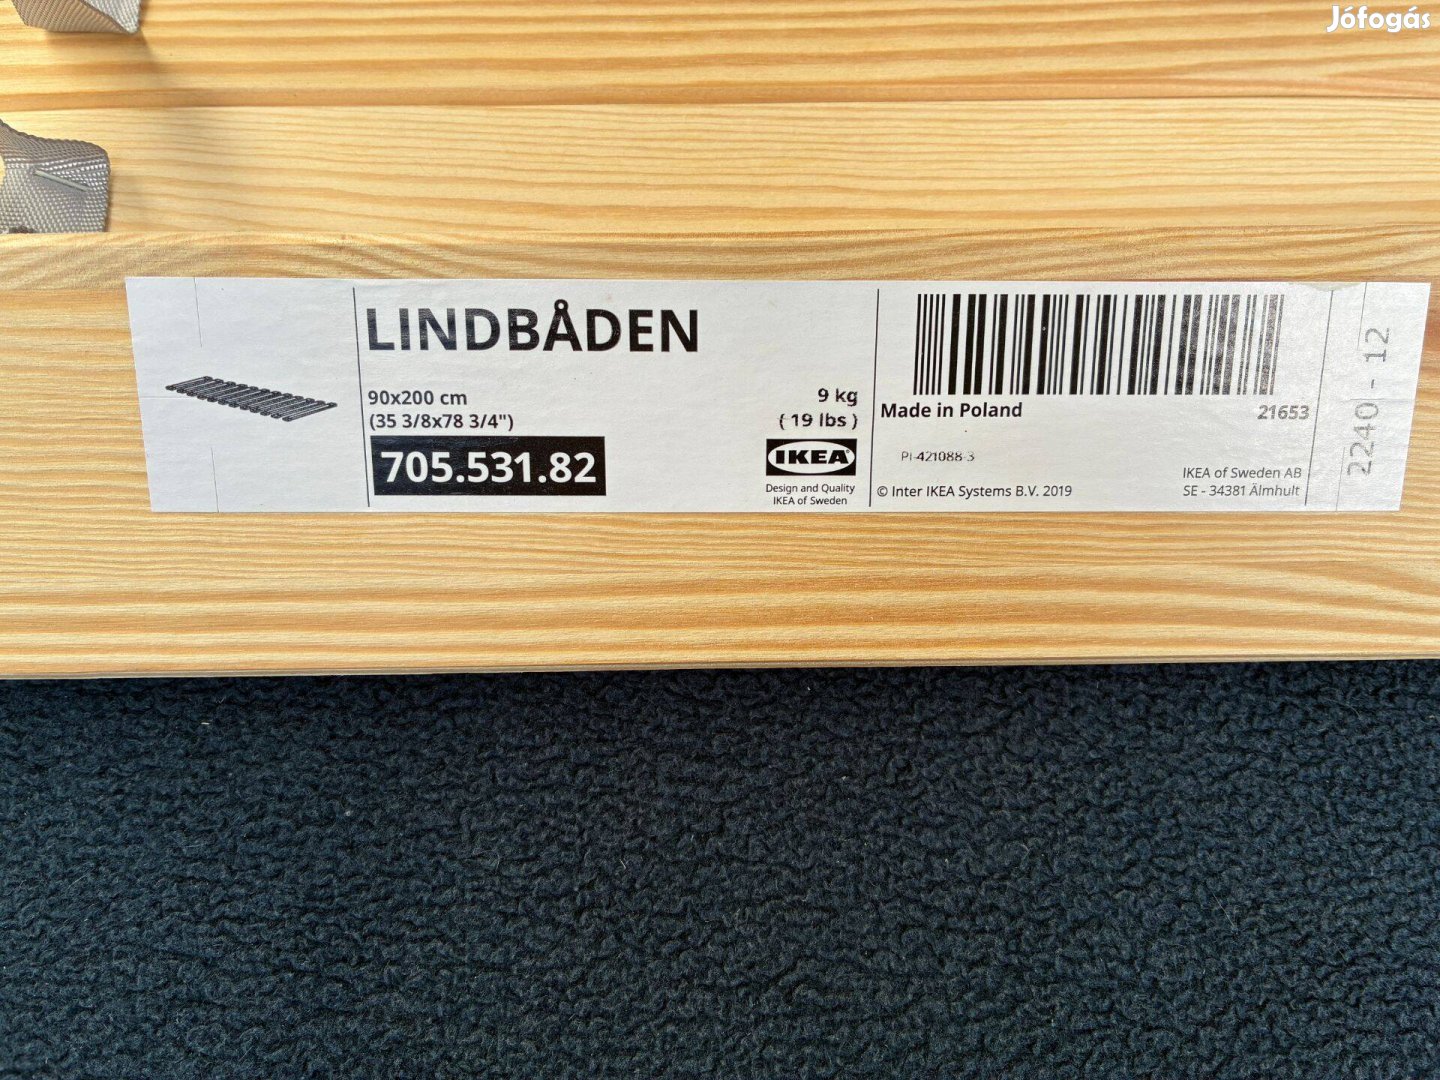 Jófogás
LINDBÅDEN
90x200 cm
(35 3/8x78 3/4")
705.531.82
9 kg
( 19 lbs )
IKEA
Design and Quality
IKEA of Sweden
Made in Poland
21653
PI-421088-3
© Inter IKEA Systems B.V. 2019
IKEA of Sweden AB
SE - 34381 Älmhult
2240 - 12